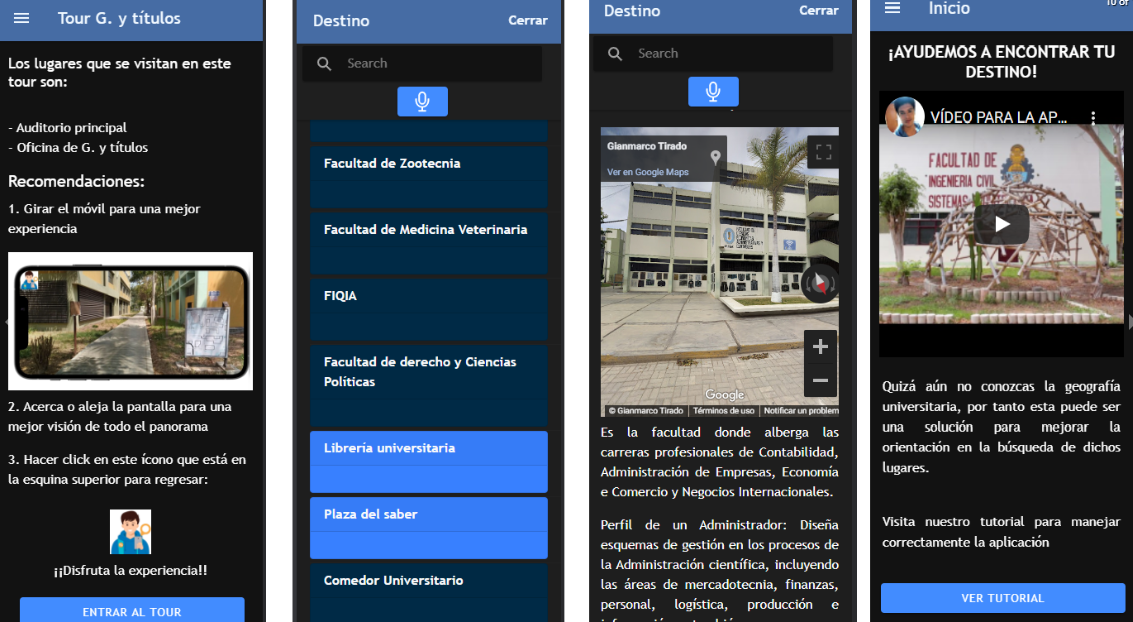 Tour G. y títulos
Los lugares que se visitan en este
tour son:
- Auditorio principal
- Oficina de G. y títulos
Recomendaciones:
1. Girar el móvil para una mejor
experiencia
2. Acerca o aleja la pantalla para una
mejor visión de todo el panorama
3. Hacer click en este ícono que está en
la esquina superior para regresar:
¡¡Disfruta la experiencia!!
ENTRAR AL TOUR
Destino
Cerrar
Search
Facultad de Zootecnia
Facultad de Medicina Veterinaria
FIQIA
Facultad de derecho y Ciencias
Políticas
Librería universitaria
Plaza del saber
Comedor Universitario
Destino
Cerrar
Search
Gianmarco Tirado
Ver en Google Maps
Google
© Gianmarco Tirado
Términos de uso
Notificar un problem
Es la facultad donde alberga las
carreras profesionales de Contabilidad,
Administración de Empresas, Economía
e Comercio y Negocios Internacionales.
Perfil de un Administrador: Diseña
esquemas de gestión en los procesos de
la Administración científica, incluyendo
las áreas de mercadotecnia, finanzas,
personal, logística, producción e
10 of
Inicio
¡AYUDEMOS A ENCONTRAR TU
DESTINO!
VÍDEO PARA LA AP...
FACULTAD DE
INGENIERIA CIVIL
SISTEMAS
Quizá aún no conozcas la geografía
universitaria, por tanto esta puede ser
una solución para mejorar la
orientación en la búsqueda de dichos
lugares.
Visita nuestro tutorial para manejar
correctamente la aplicación
VER TUTORIAL